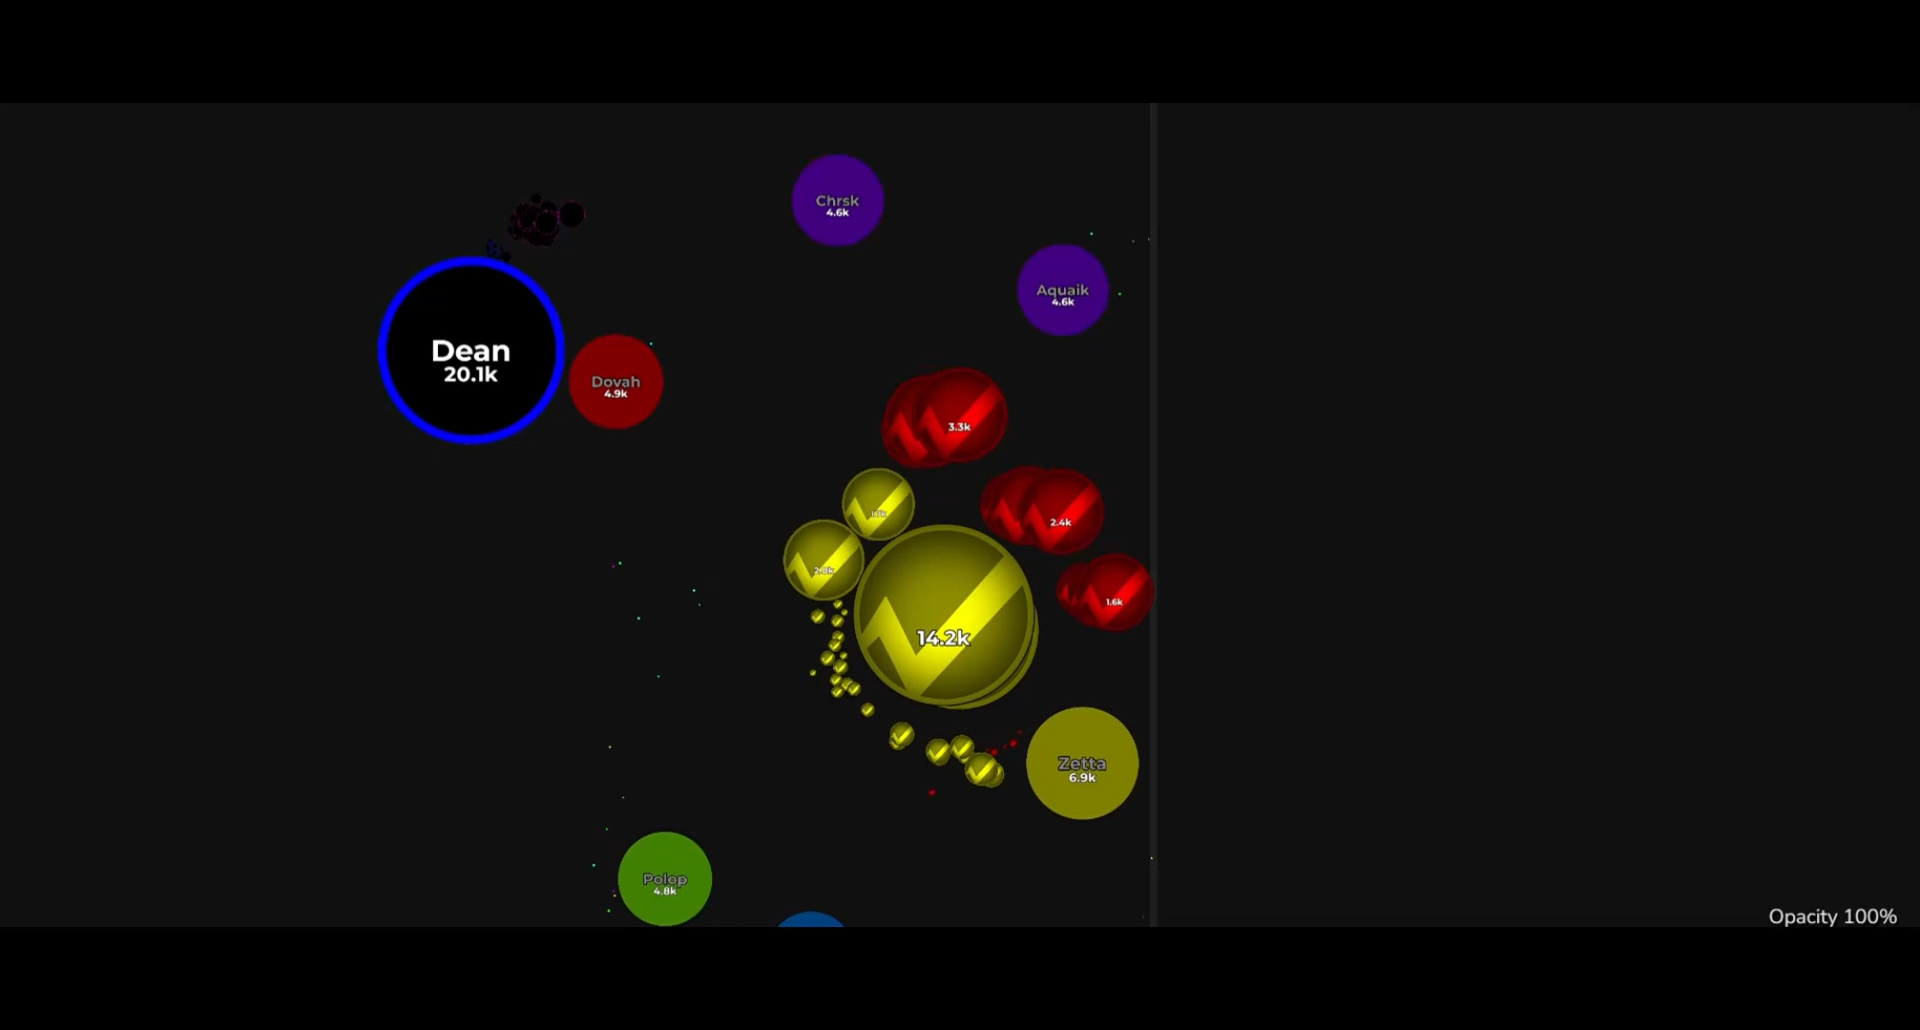 Chrsk
4.6k
Aquaik
4.6k
Dean
20.1k
Dovah
4.9k
3.3k
2.4k
1.6k
14.2k
Zetta
6.9k
Polop
4.8k
Opacity 100%